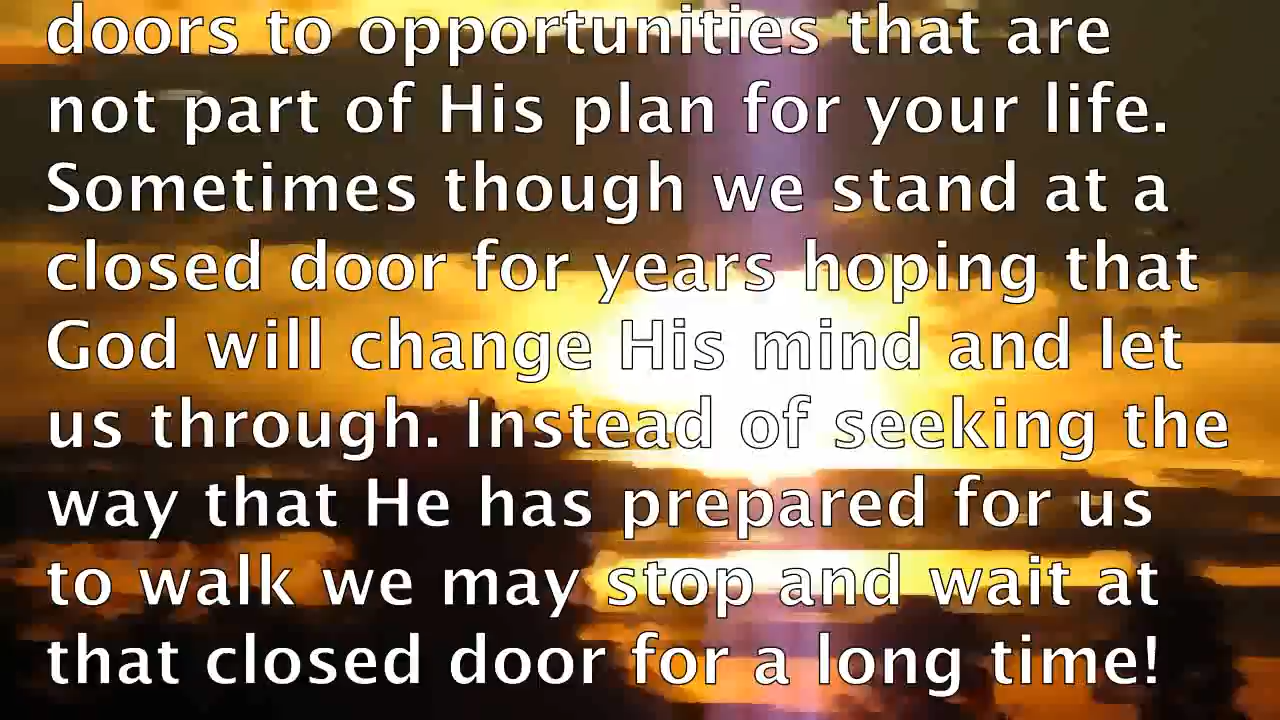 doors to opportunities that are
not part of His plan for your life.
Sometimes though we stand at a
closed door for years hoping that
God will change His mind and let
us through. Instead of seeking the
way that He has prepared for us
to walk we may stop and wait at
that closed door for a long time!